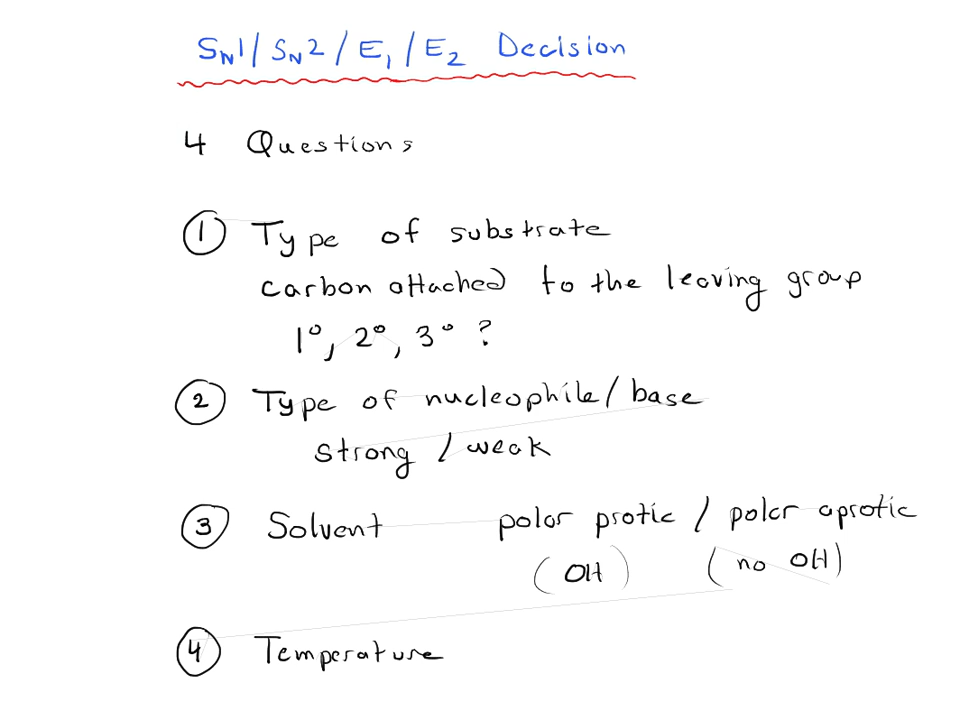 SN1 / SN2 / E1 / E2 Decision
4 Questions
① Type of substrate
carbon attached to the leaving group
1°, 2°, 3° ?
② Type of nucleophile / base
strong / weak
③ Solvent polar protic / polar aprotic
(OH) (no OH)
④ Temperature